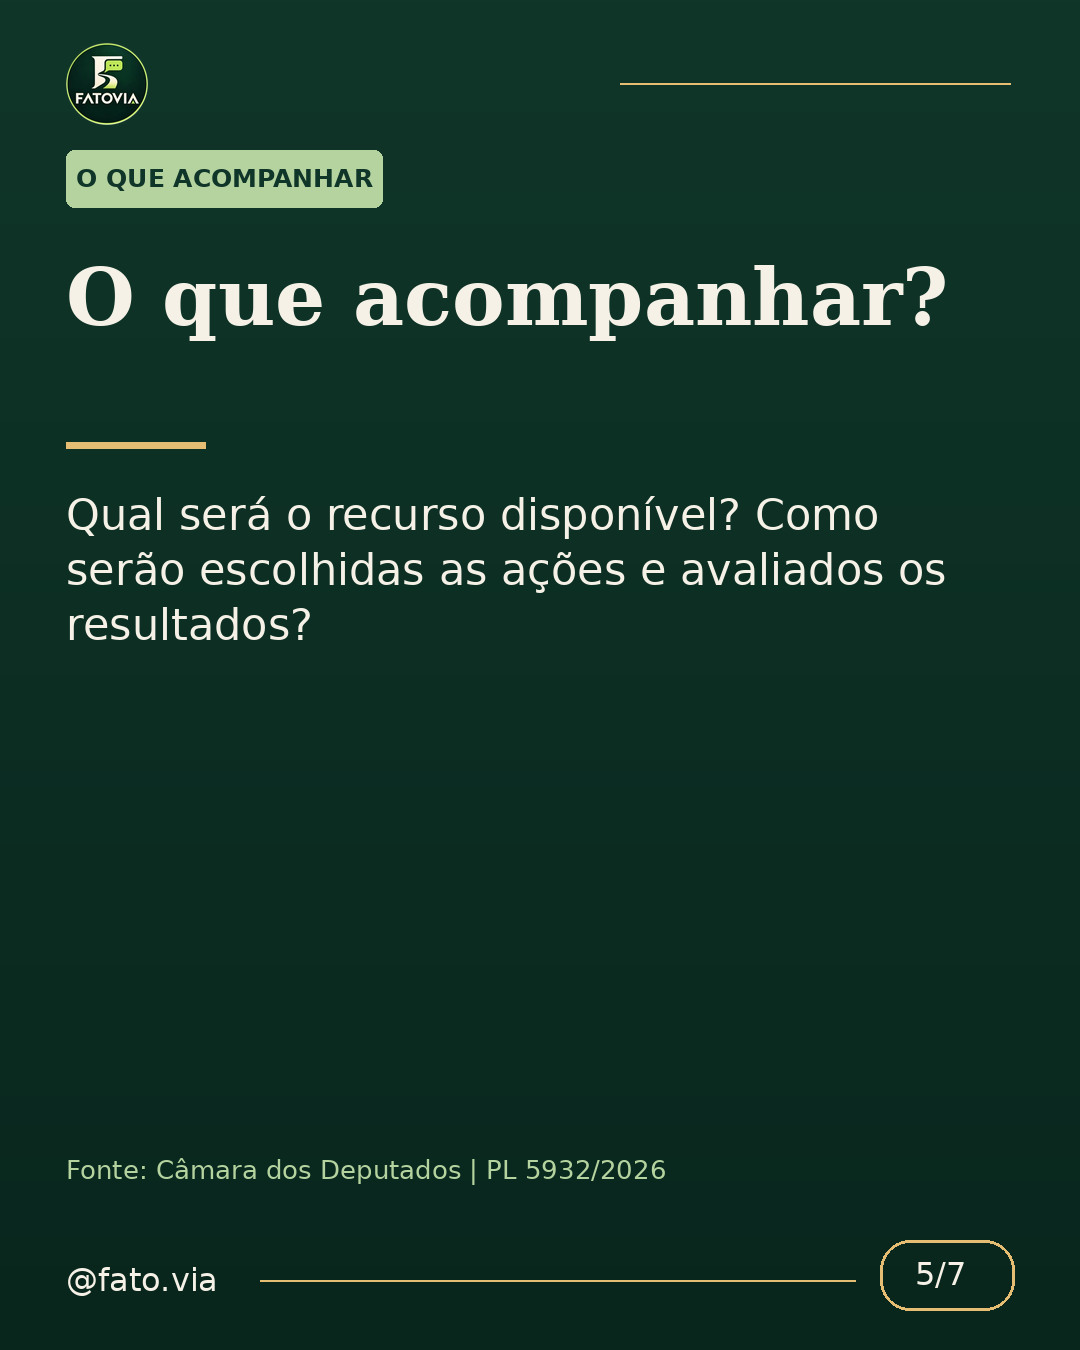 FATOVIA
O QUE ACOMPANHAR
O que acompanhar?
Qual será o recurso disponível? Como
serão escolhidas as ações e avaliados os
resultados?
Fonte: Câmara dos Deputados | PL 5932/2026
@fato.via
5/7